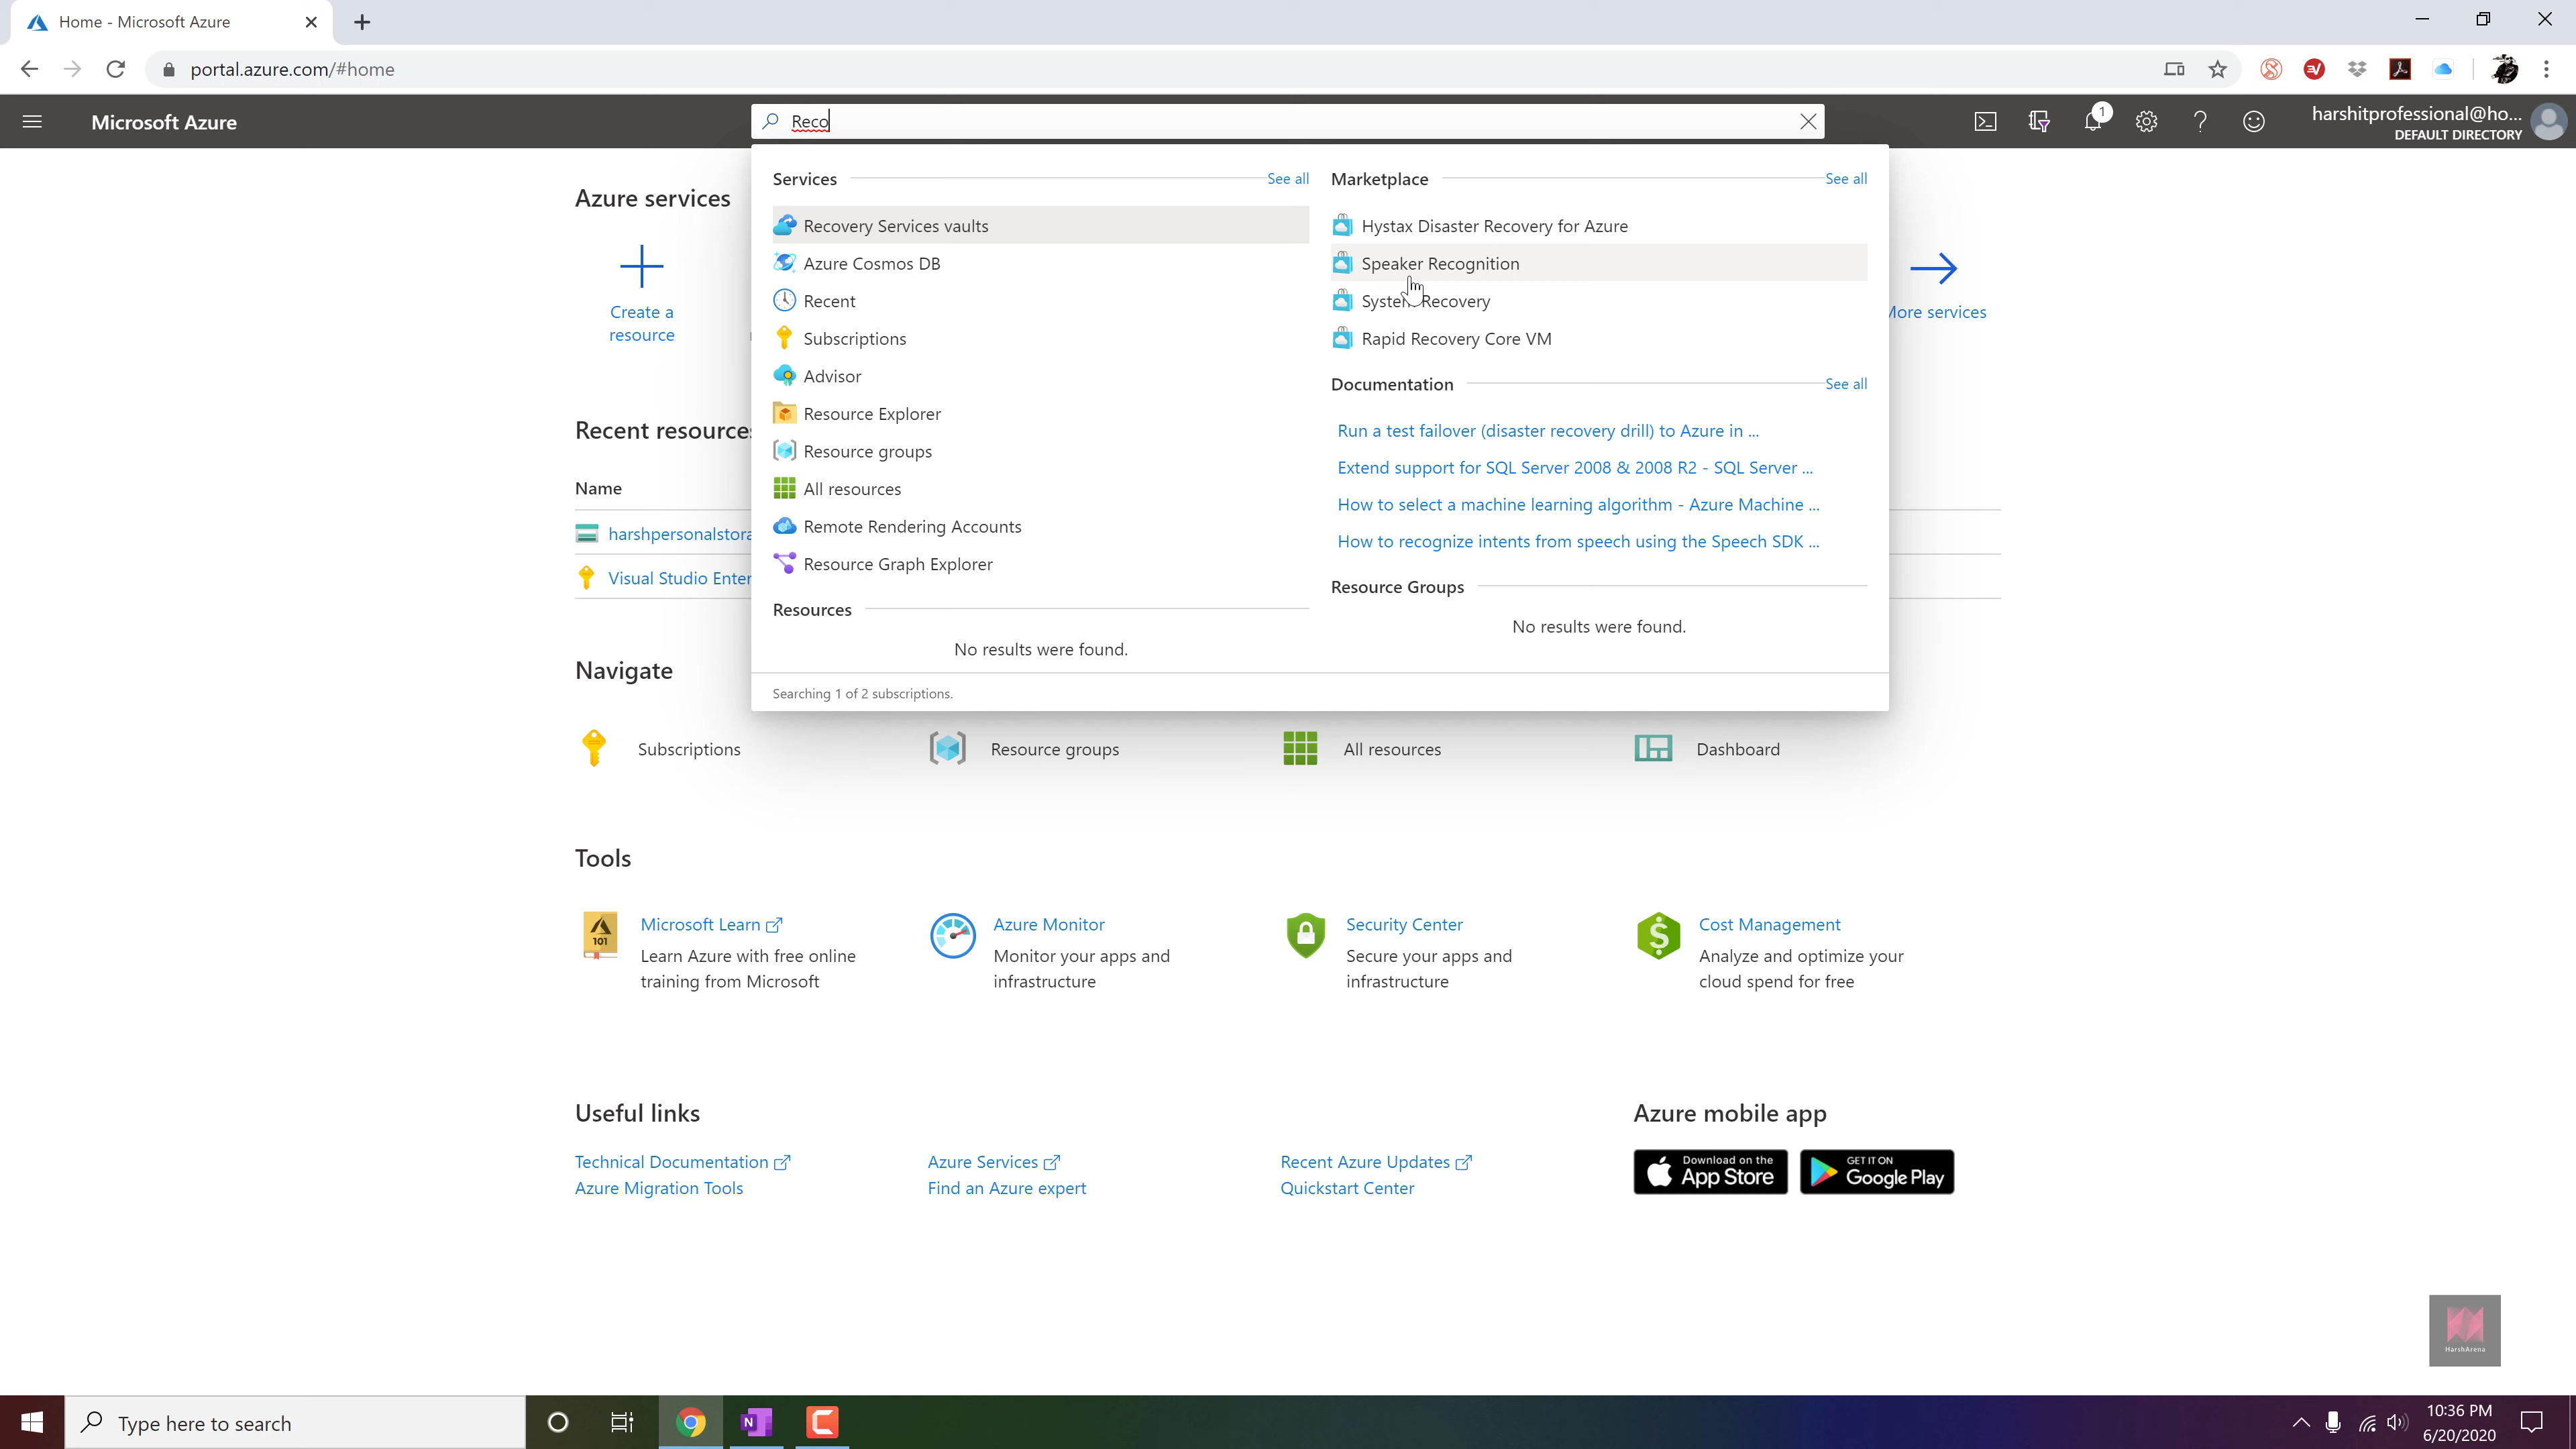 Home - Microsoft Azure
portal.azure.com/#home
Microsoft Azure
Reco
1
harshitprofessional@ho...
DEFAULT DIRECTORY
Services
See all
Recovery Services vaults
Azure Cosmos DB
Recent
Subscriptions
Advisor
Resource Explorer
Resource groups
All resources
Remote Rendering Accounts
Resource Graph Explorer
Resources
No results were found.
Marketplace
See all
Hystax Disaster Recovery for Azure
Speaker Recognition
System Recovery
Rapid Recovery Core VM
Documentation
See all
Run a test failover (disaster recovery drill) to Azure in ...
Extend support for SQL Server 2008 & 2008 R2 - SQL Server ...
How to select a machine learning algorithm - Azure Machine ...
How to recognize intents from speech using the Speech SDK ...
Resource Groups
No results were found.
Searching 1 of 2 subscriptions.
Azure services
Create a
resource
More services
Recent resources
Name
harshpersonalstora
Visual Studio Enter
Navigate
Subscriptions
Resource groups
All resources
Dashboard
Tools
101
Microsoft Learn
Learn Azure with free online
training from Microsoft
Azure Monitor
Monitor your apps and
infrastructure
Security Center
Secure your apps and
infrastructure
Cost Management
Analyze and optimize your
cloud spend for free
Useful links
Technical Documentation
Azure Migration Tools
Azure Services
Find an Azure expert
Recent Azure Updates
Quickstart Center
Azure mobile app
Download on the
App Store
GET IT ON
Google Play
HarshArena
Type here to search
10:36 PM
6/20/2020